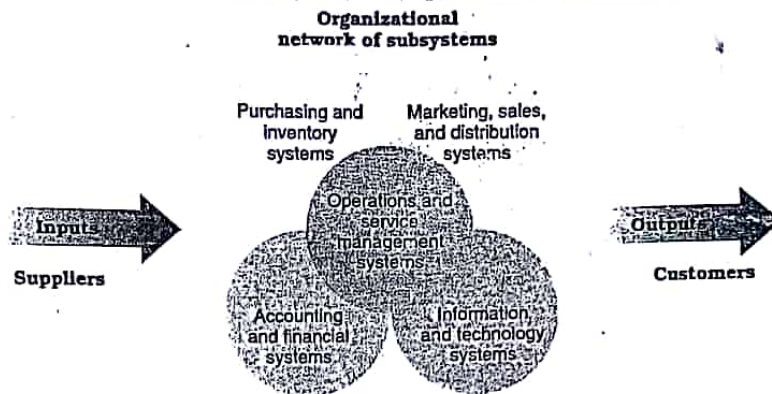 Organizational
network of subsystems
Purchasing and
inventory
systems
Marketing, sales,
and distribution
systems
Operations and
service
management
systems
Inputs
Suppliers
Outputs
Customers
Accounting
and financial
systems
Information
and technology
systems